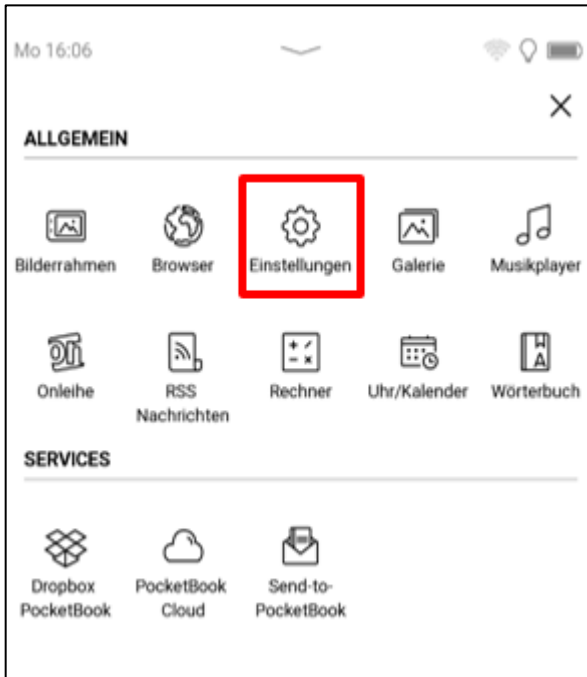 Mo 16:06
ALLGEMEIN
Bilderrahmen Browser Einstellungen Galerie Musikplayer
Onleihe RSS Rechner Uhr/Kalender Wörterbuch
Nachrichten
SERVICES
Dropbox PocketBook Send-to-
PocketBook Cloud PocketBook